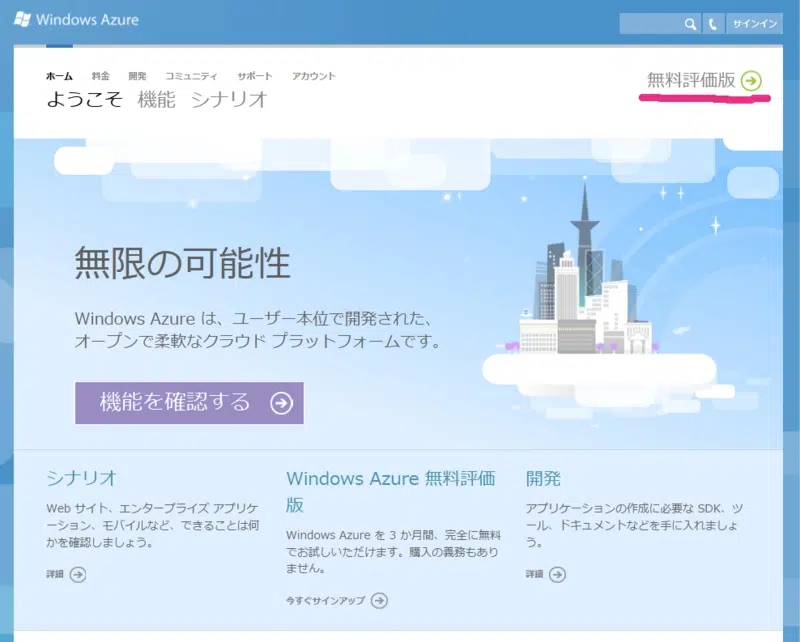 Windows Azure
サインイン
ホーム 料金 開発 コミュニティ サポート アカウント
ようこそ 機能 シナリオ
無料評価版
無限の可能性
Windows Azure は、ユーザー本位で開発された、
オープンで柔軟なクラウド プラットフォームです。
機能を確認する
シナリオ
Web サイト、エンタープライズ アプリケ
ーション、モバイルなど、できることは何
かを確認しましょう。
詳細
Windows Azure 無料評価
版
Windows Azure を 3 か月間、完全に無料
でお試しいただけます。購入の義務もあり
ません。
今すぐサインアップ
開発
アプリケーションの作成に必要な SDK、ツ
ール、ドキュメントなどを手に入れましょ
う。
詳細